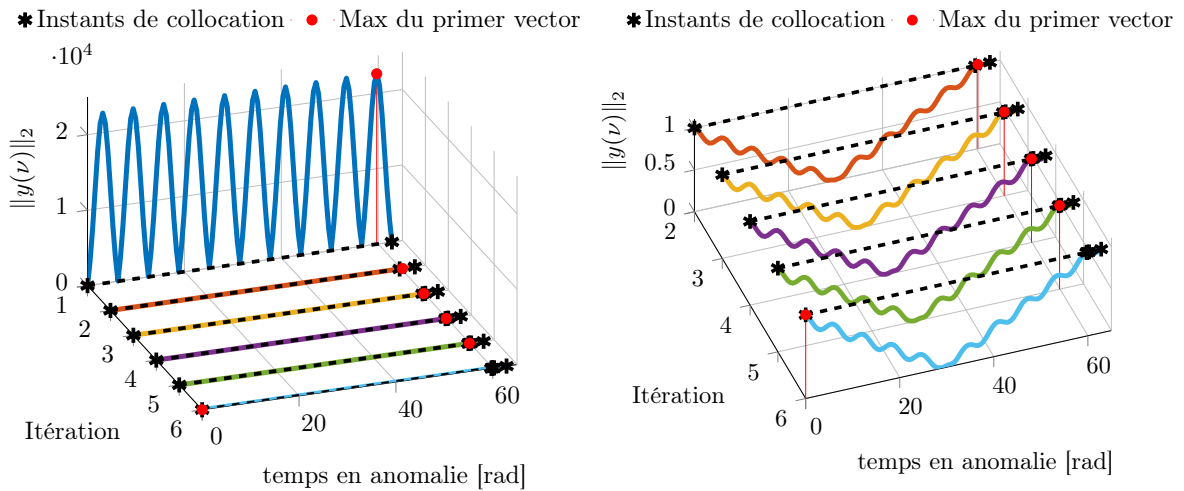 Instants de collocation
Max du primer vector
·10⁴
2
1
0
‖y(ν)‖₂
1
2
3
4
5
6
Itération
0
20
40
60
temps en anomalie [rad]
Instants de collocation
Max du primer vector
1
0.5
0
‖y(ν)‖₂
2
3
4
5
6
Itération
0
20
40
60
temps en anomalie [rad]